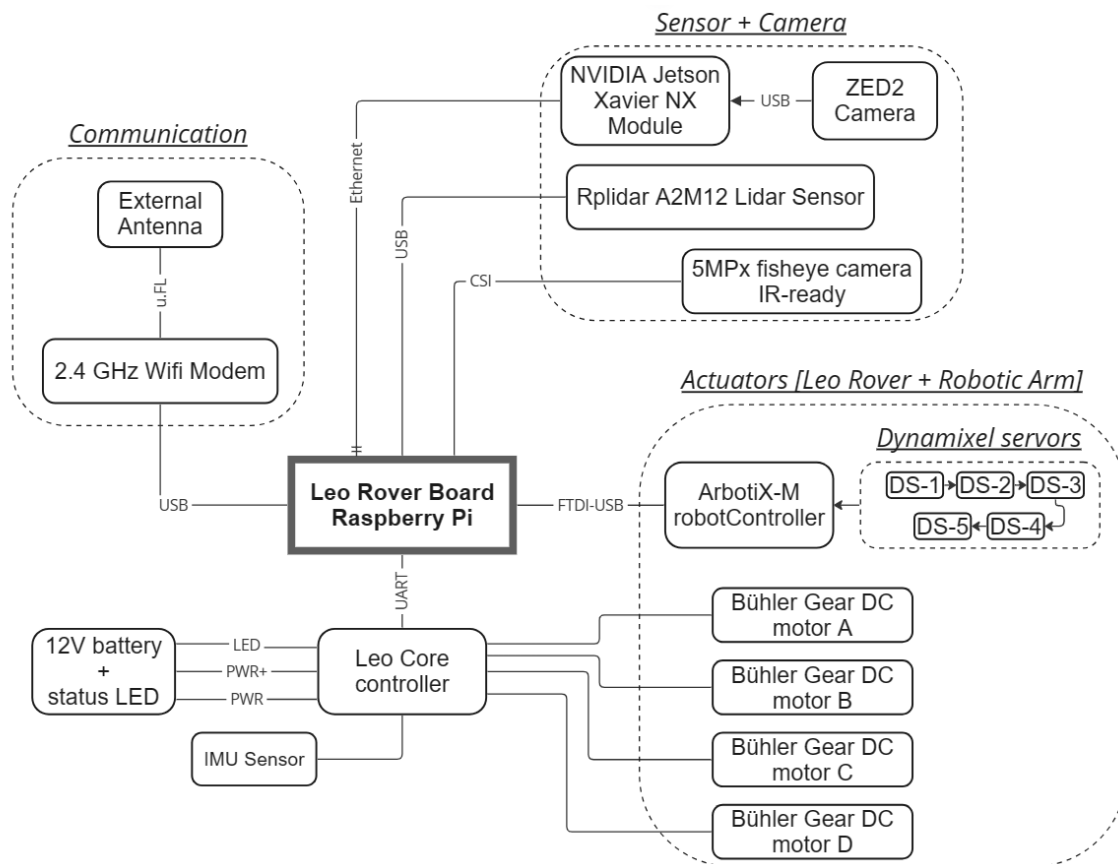 Sensor + Camera
NVIDIA Jetson
Xavier NX
Module
USB
ZED2
Camera
Communication
Ethernet
External
Antenna
Rplidar A2M12 Lidar Sensor
USB
u.FL
CSI
5MPx fisheye camera
IR-ready
2.4 GHz Wifi Modem
Actuators [Leo Rover + Robotic Arm]
Dynamixel servors
Leo Rover Board
Raspberry Pi
USB
FTDI-USB
ArbotiX-M
robotController
DS-1
DS-2
DS-3
DS-5
DS-4
UART
12V battery
+
status LED
LED
PWR+
PWR
Leo Core
controller
IMU Sensor
Bühler Gear DC
motor A
Bühler Gear DC
motor B
Bühler Gear DC
motor C
Bühler Gear DC
motor D